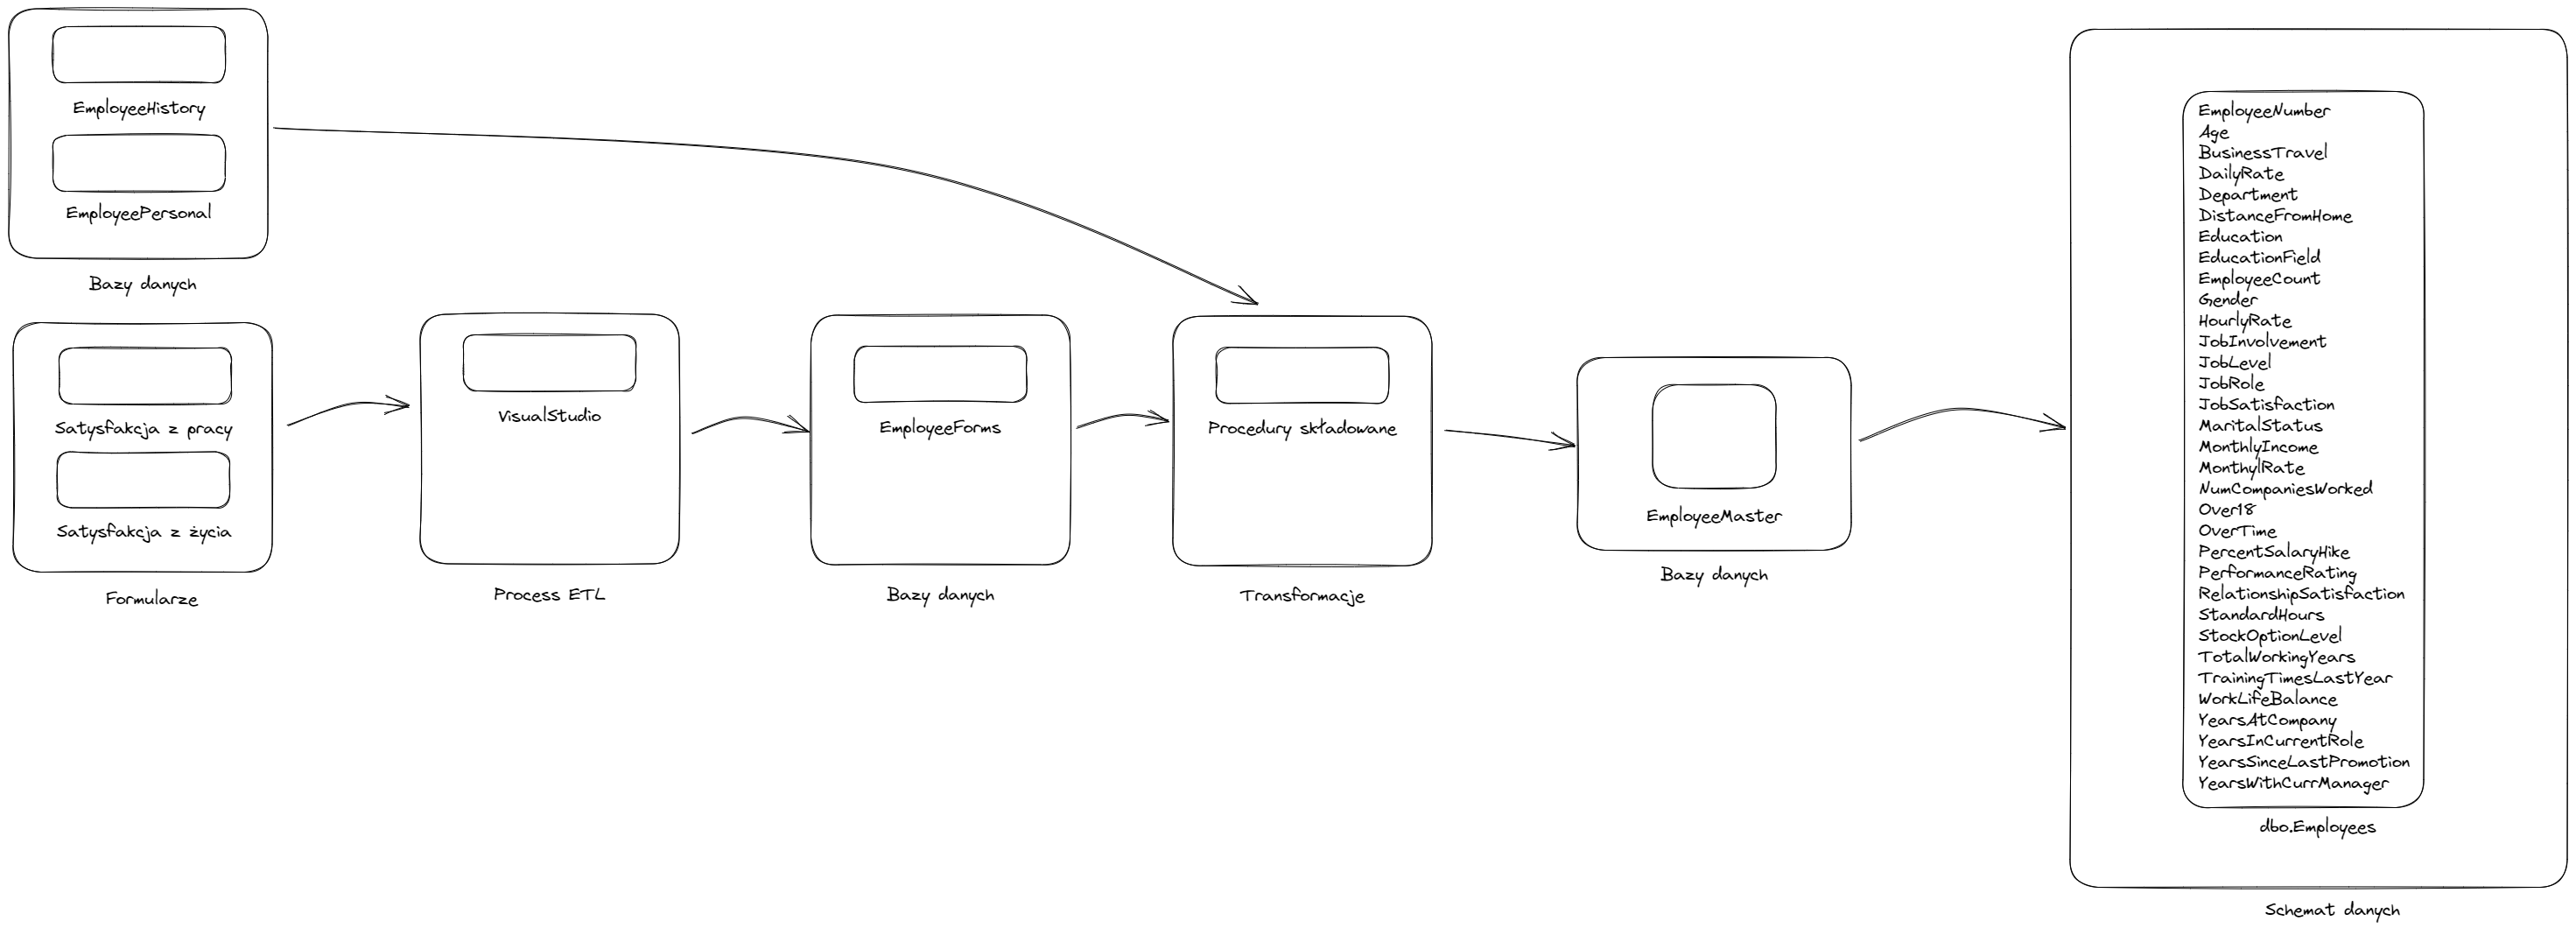 EmployeeHistory
EmployeePersonal
Bazy danych
Satysfakcja z pracy
Satysfakcja z życia
Formularze
VisualStudio
Process ETL
EmployeeForms
Bazy danych
Procedury składowane
Transformacje
EmployeeMaster
Bazy danych
EmployeeNumber
Age
BusinessTravel
DailyRate
Department
DistanceFromHome
Education
EducationField
EmployeeCount
Gender
HourlyRate
JobInvolvement
JobLevel
JobRole
JobSatisfaction
MaritalStatus
MonthlyIncome
MonthylRate
NumCompaniesWorked
Over18
OverTime
PercentSalaryHike
PerformanceRating
RelationshipSatisfaction
StandardHours
StockOptionLevel
TotalWorkingYears
TrainingTimesLastYear
WorkLifeBalance
YearsAtCompany
YearsInCurrentRole
YearsSinceLastPromotion
YearsWithCurrManager
dbo.Employees
Schemat danych